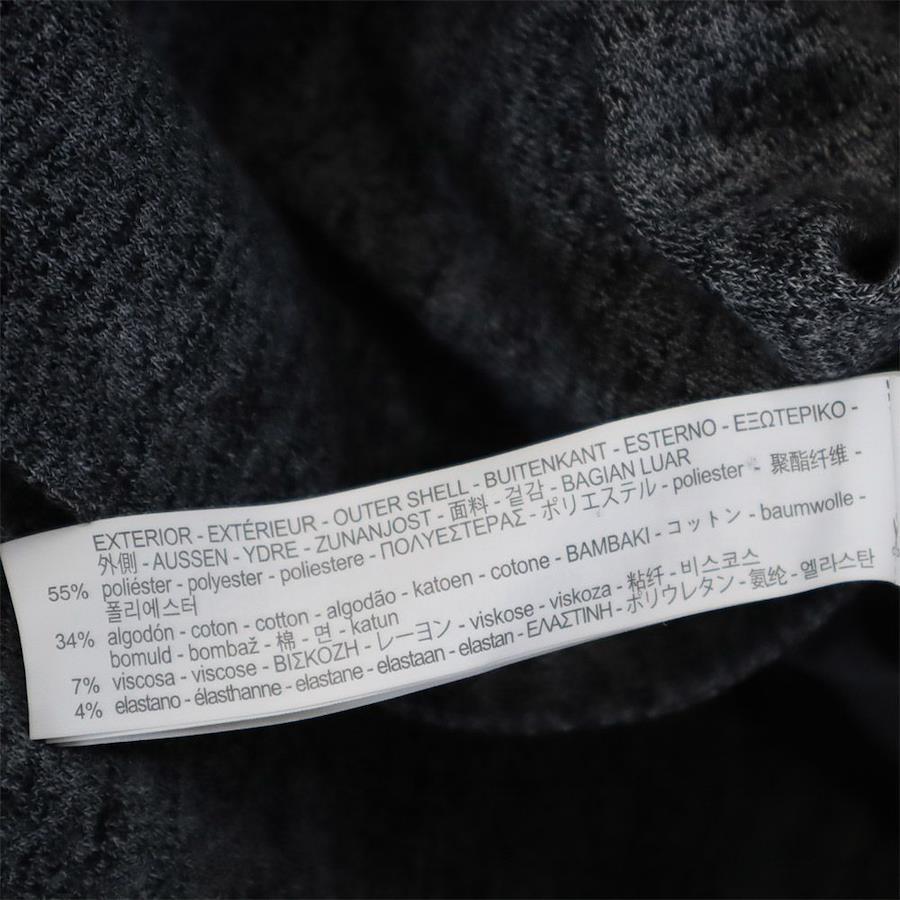 EXTERIOR - EXTÉRIEUR - OUTER SHELL - BUITENKANT - ESTERNO - ΕΞΩΤΕΡΙΚΟ -
外側 - AUSSEN - YDRE - ZUNANJOST - 面料 - 겉감 - BAGIAN LUAR
55% poliéster - polyester - poliestere - ΠΟΛΥΕΣΤΕΡΑΣ - ポリエステル - poliester - 聚酯纤维 -
폴리에스터
34% algodón - coton - cotton - algodão - katoen - cotone - BAMBAKI - コットン - baumwolle -
bomuld - bombaž - 棉 - 면 - katun
7% viscosa - viscose - ΒΙΣΚΟΖΗ - レーヨン - viskose - viskoza - 粘纤 - 비스코스
4% elastano - élasthanne - elastane - elastaan - elastan - ΕΛΑΣΤΙΝΗ - ポリウレタン - 氨纶 - 엘라스탄